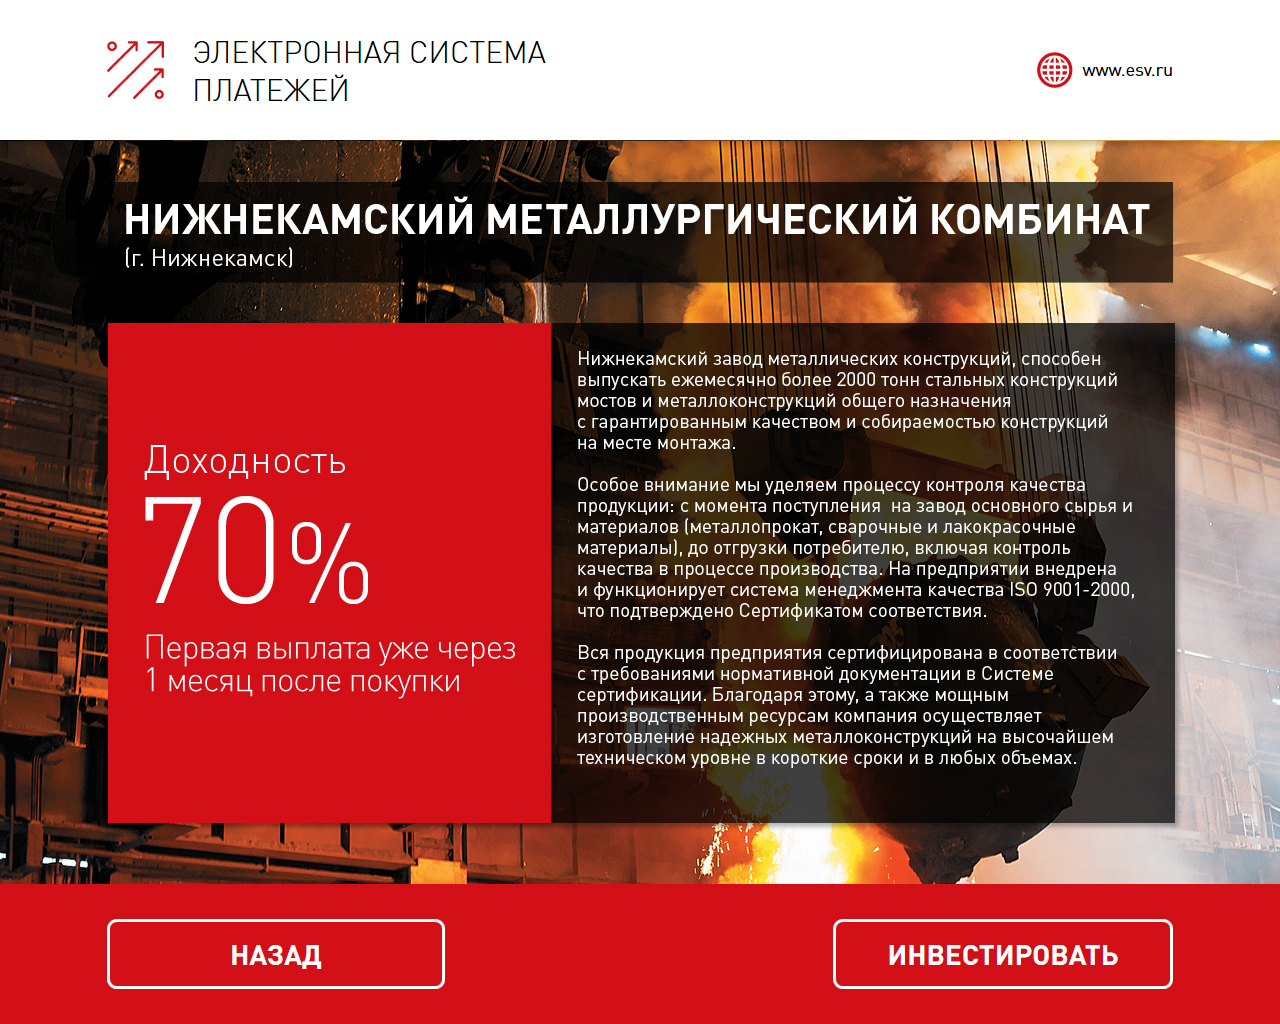 ЭЛЕКТРОННАЯ СИСТЕМА
ПЛАТЕЖЕЙ
www.esv.ru
НИЖНЕКАМСКИЙ МЕТАЛЛУРГИЧЕСКИЙ КОМБИНАТ
(г. Нижнекамск)
Доходность
70%
Первая выплата уже через
1 месяц после покупки
Нижнекамский завод металлических конструкций, способен
выпускать ежемесячно более 2000 тонн стальных конструкций
мостов и металлоконструкций общего назначения
с гарантированным качеством и собираемостью конструкций
на месте монтажа.
Особое внимание мы уделяем процессу контроля качества
продукции: с момента поступления  на завод основного сырья и
материалов (металлопрокат, сварочные и лакокрасочные
материалы), до отгрузки потребителю, включая контроль
качества в процессе производства. На предприятии внедрена
и функционирует система менеджмента качества ISO 9001-2000,
что подтверждено Сертификатом соответствия.
Вся продукция предприятия сертифицирована в соответствии
с требованиями нормативной документации в Системе
сертификации. Благодаря этому, а также мощным
производственным ресурсам компания осуществляет
изготовление надежных металлоконструкций на высочайшем
техническом уровне в короткие сроки и в любых объемах.
НАЗАД
ИНВЕСТИРОВАТЬ